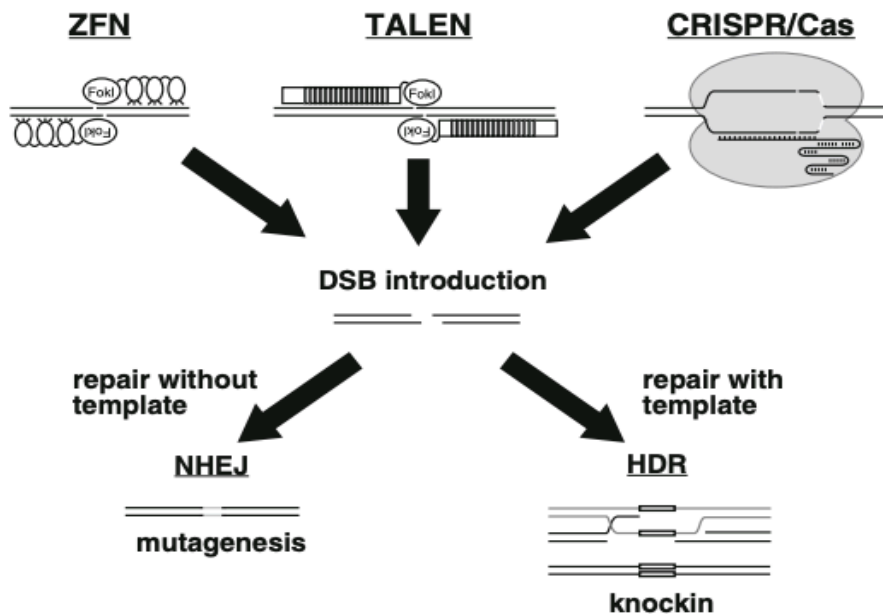 ZFN
TALEN
CRISPR/Cas
FokI
FokI
FokI
FokI
DSB introduction
repair without
template
repair with
template
NHEJ
HDR
mutagenesis
knockin